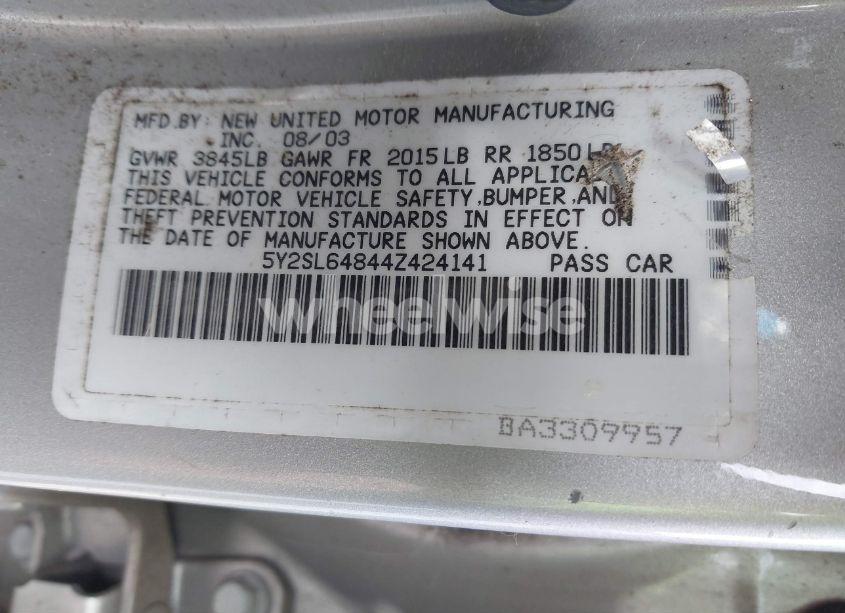 MFD.BY: NEW UNITED MOTOR MANUFACTURING
INC. 08/03
GVWR 3845LB GAWR FR 2015LB RR 1850LB
THIS VEHICLE CONFORMS TO ALL
FEDERAL MOTOR VEHICLE SAFETY,BUMPER,AND
THEFT PREVENTION STANDARDS IN EFFECT ON
THE DATE OF MANUFACTURE SHOWN ABOVE.
5Y2SL64844Z424141 PASS CAR
wheelwise
BA3309957